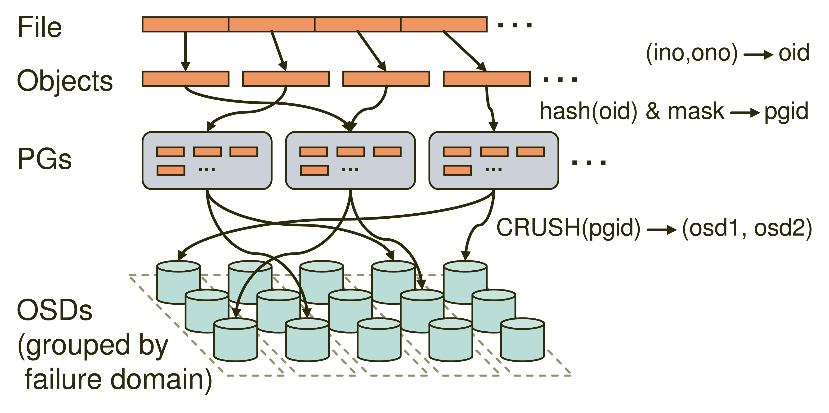 File
...
(ino,ono) → oid
Objects
...
hash(oid) & mask → pgid
PGs
...
...
...
...
CRUSH(pgid) → (osd1, osd2)
OSDs
(grouped by
failure domain)